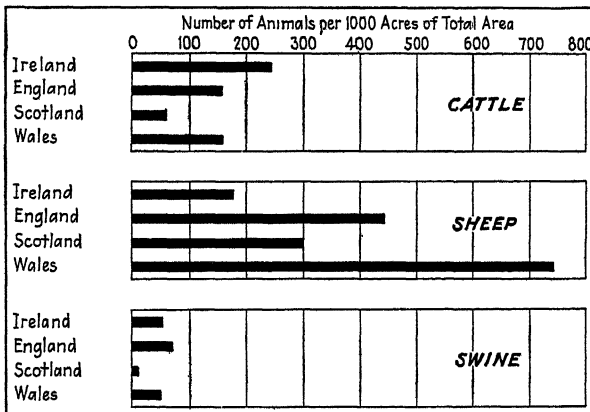 Number of Animals per 1000 Acres of Total Area
0 100 200 300 400 500 600 700 800
Ireland
England
Scotland
Wales
CATTLE
Ireland
England
Scotland
Wales
SHEEP
Ireland
England
Scotland
Wales
SWINE